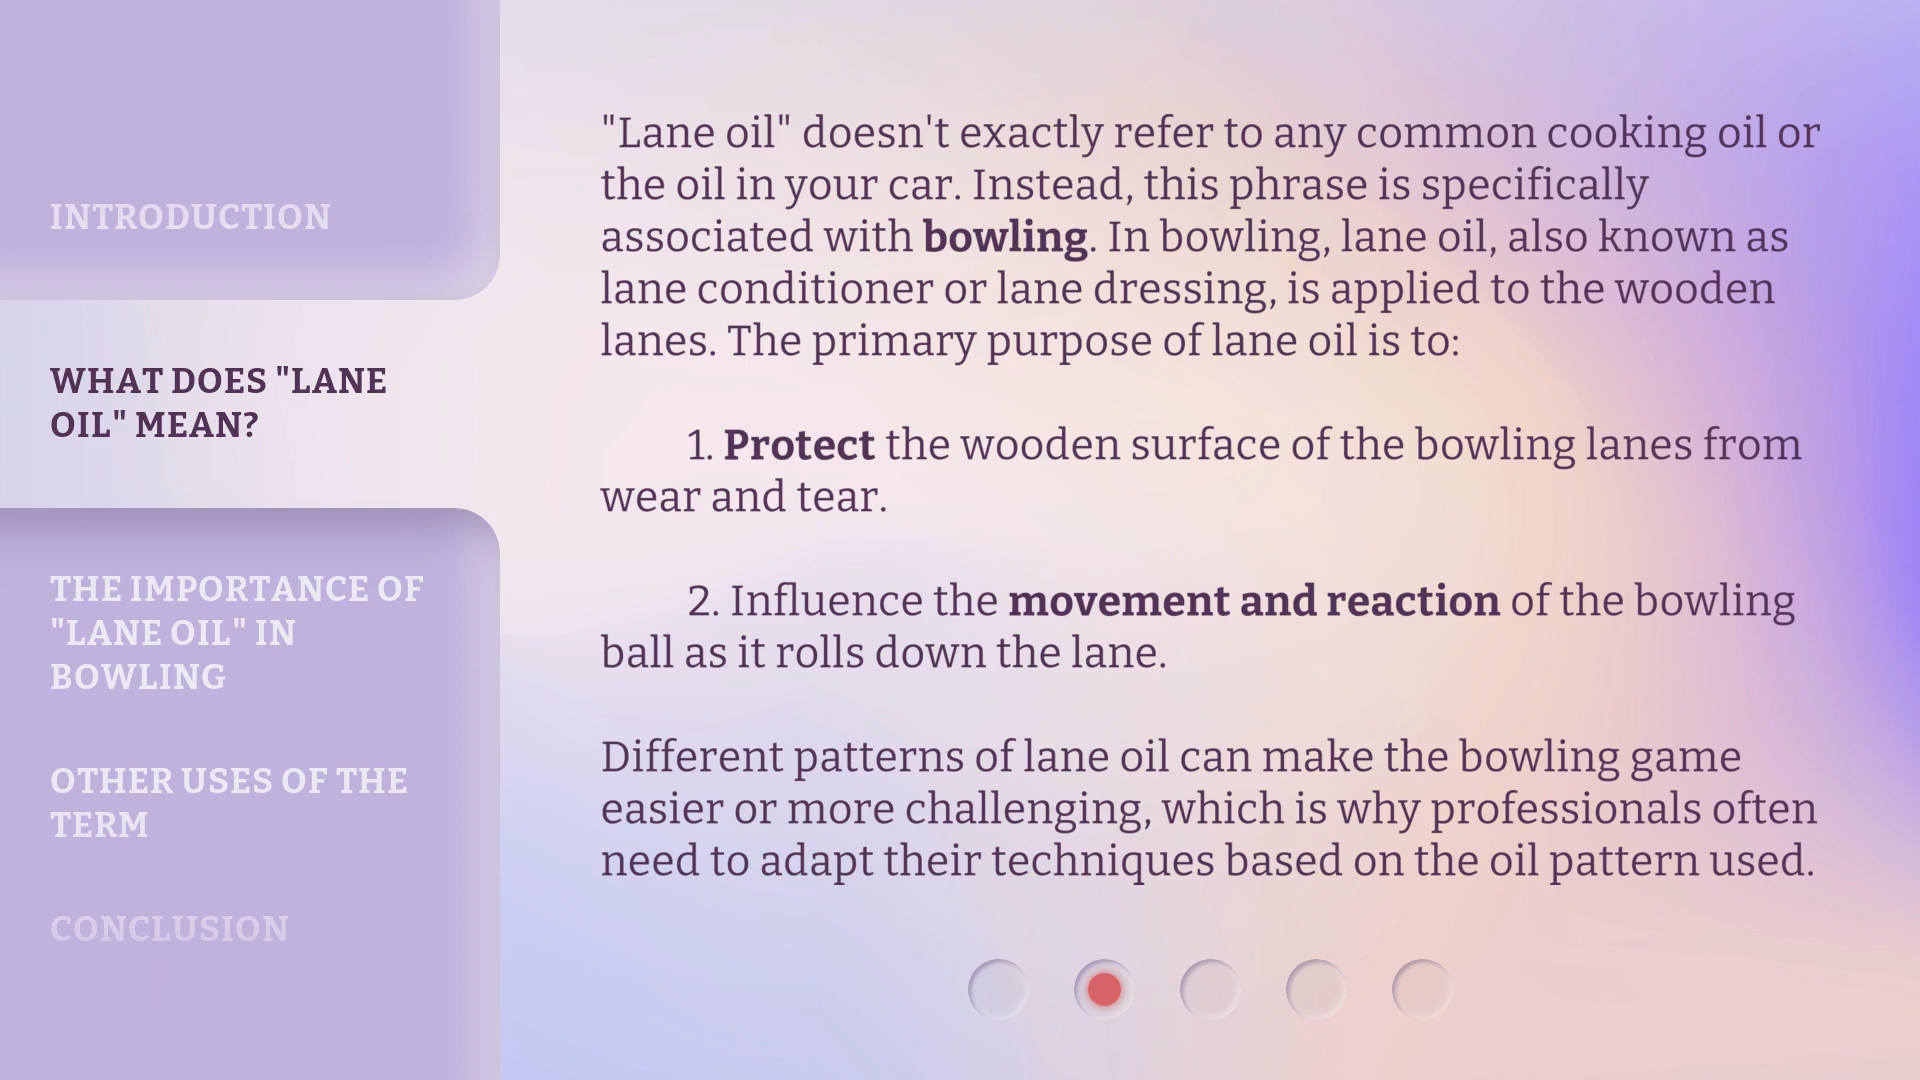 INTRODUCTION
WHAT DOES "LANE
OIL" MEAN?
THE IMPORTANCE OF
"LANE OIL" IN
BOWLING
OTHER USES OF THE
TERM
CONCLUSION
"Lane oil" doesn't exactly refer to any common cooking oil or
the oil in your car. Instead, this phrase is specifically
associated with bowling. In bowling, lane oil, also known as
lane conditioner or lane dressing, is applied to the wooden
lanes. The primary purpose of lane oil is to:
1. Protect the wooden surface of the bowling lanes from
wear and tear.
2. Influence the movement and reaction of the bowling
ball as it rolls down the lane.
Different patterns of lane oil can make the bowling game
easier or more challenging, which is why professionals often
need to adapt their techniques based on the oil pattern used.